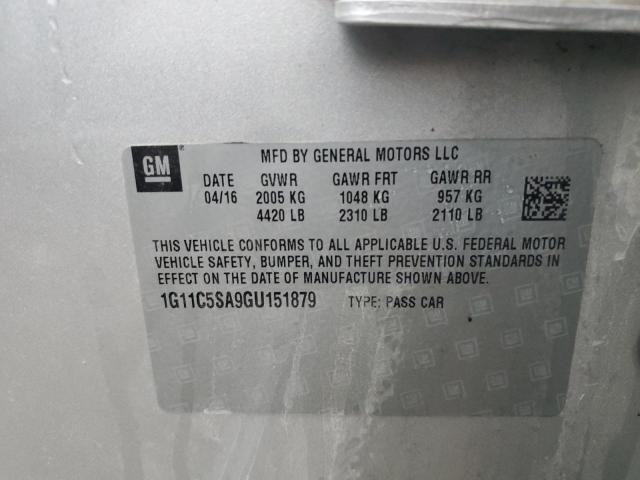 GM
MFD BY GENERAL MOTORS LLC
DATE GVWR GAWR FRT GAWR RR
04/16 2005 KG 1048 KG 957 KG
4420 LB 2310 LB 2110 LB
THIS VEHICLE CONFORMS TO ALL APPLICABLE U.S. FEDERAL MOTOR
VEHICLE SAFETY, BUMPER, AND THEFT PREVENTION STANDARDS IN
EFFECT ON THE DATE OF MANUFACTURE SHOWN ABOVE.
1G11C5SA9GU151879 TYPE: PASS CAR